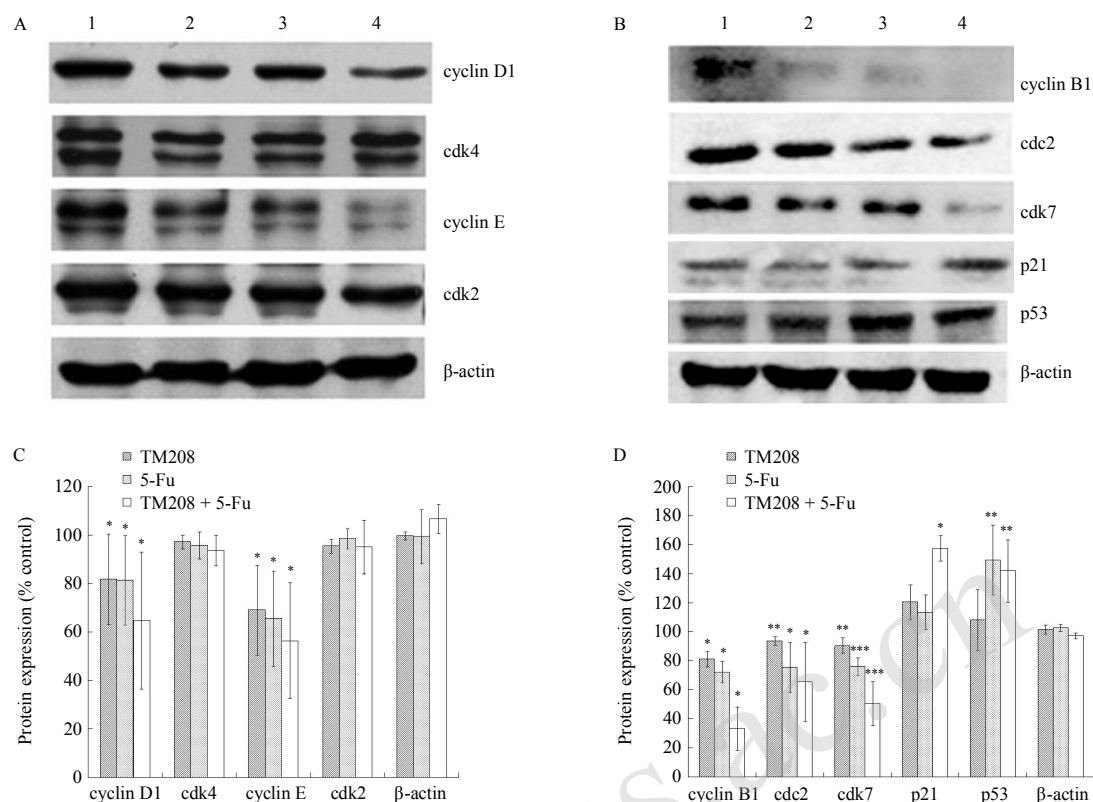 A
1 2 3 4
cyclin D1
cdk4
cyclin E
cdk2
β-actin
B
1 2 3 4
cyclin B1
cdc2
cdk7
p21
p53
β-actin
C
TM208
5-Fu
TM208 + 5-Fu
Protein expression (% control)
120
100
80
60
40
20
0
* * *
* * *
cyclin D1 cdk4 cyclin E cdk2 β-actin
D
TM208
5-Fu
TM208 + 5-Fu
Protein expression (% control)
200
180
160
140
120
100
80
60
40
20
0
* * *
** * *
** *** ***
*
** **
cyclin B1 cdc2 cdk7 p21 p53 β-actin
s.ac.cn